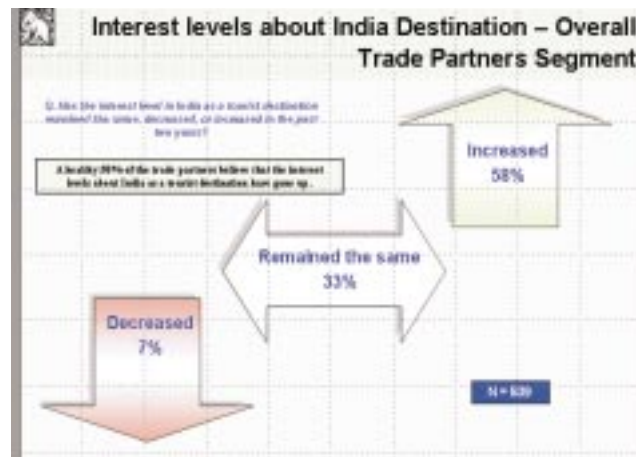 Interest levels about India Destination – Overall
Trade Partners Segment
Q. Has the interest level in India as a tourist destination
remained the same, decreased, or increased in the past
two years?
A healthy 58% of the trade partners believe that the interest
levels about India as a tourist destination have gone up.
Increased
58%
Remained the same
33%
Decreased
7%
N =